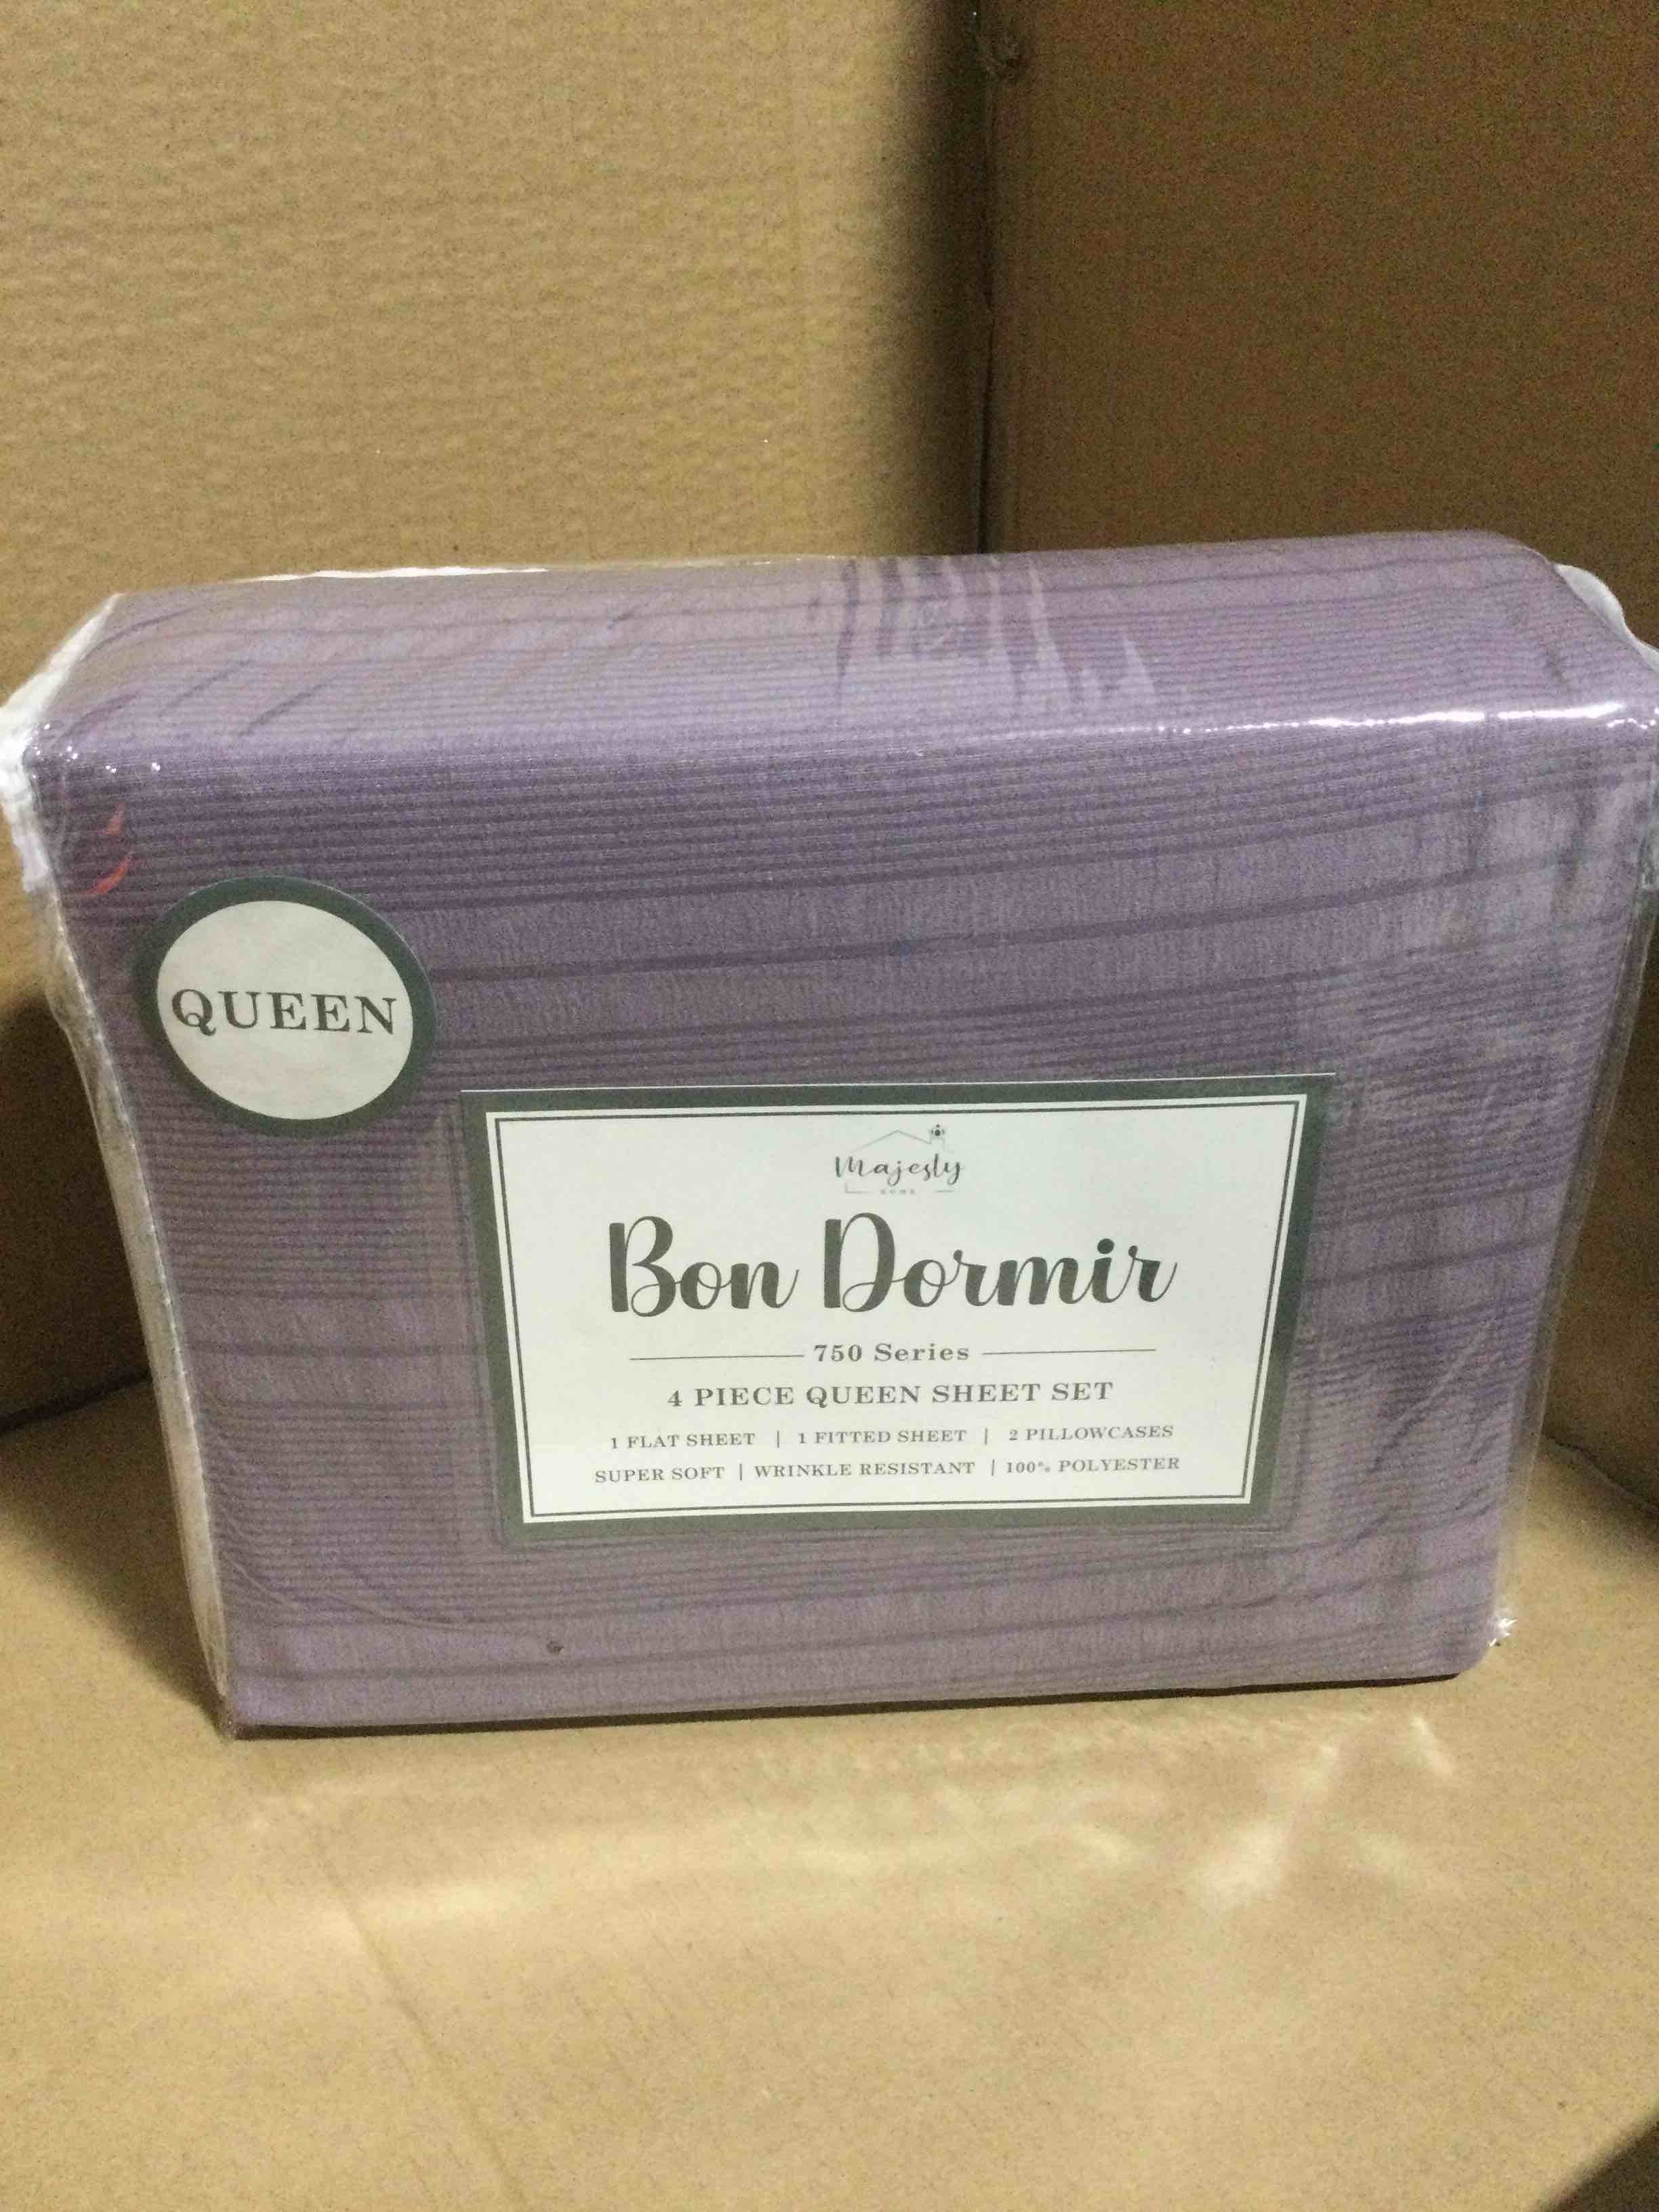 QUEEN
Majesty
HOME
Bon Dormir
750 Series
4 PIECE QUEEN SHEET SET
1 FLAT SHEET | 1 FITTED SHEET | 2 PILLOWCASES
SUPER SOFT | WRINKLE RESISTANT | 100% POLYESTER